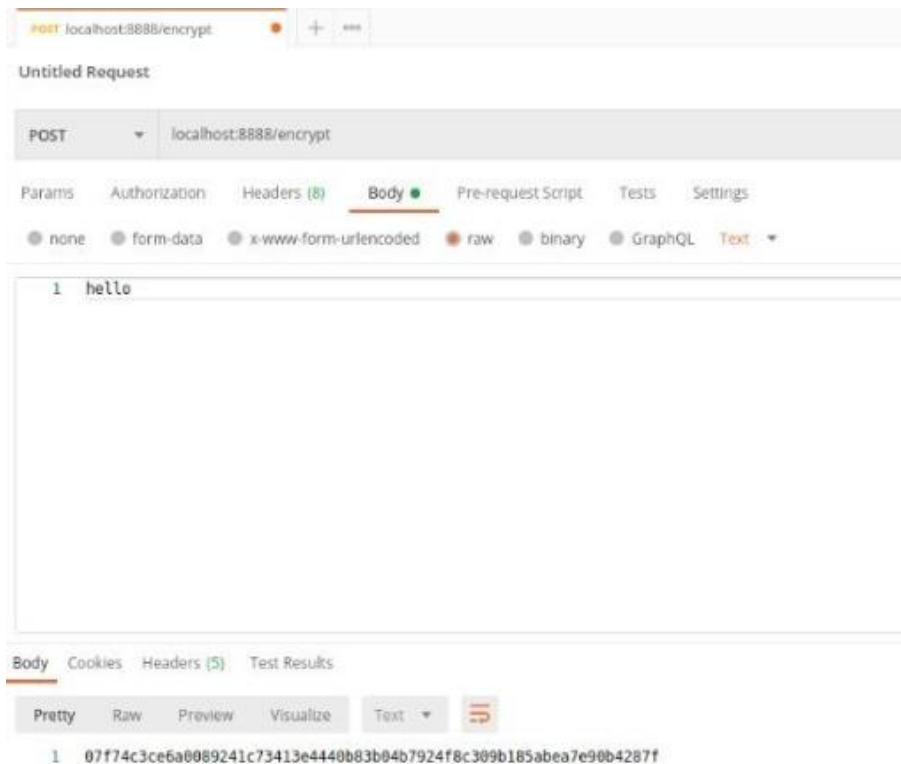 POST localhost:8888/encrypt
Untitled Request
POST localhost:8888/encrypt
Params Authorization Headers (8) Body Pre-request Script Tests Settings
none form-data x-www-form-urlencoded raw binary GraphQL Text
1 hello
Body Cookies Headers (5) Test Results
Pretty Raw Preview Visualize Text
1 07f74c3ce6a0089241c73413e4440b83b04b7924f8c309b185abea7e90b4287f